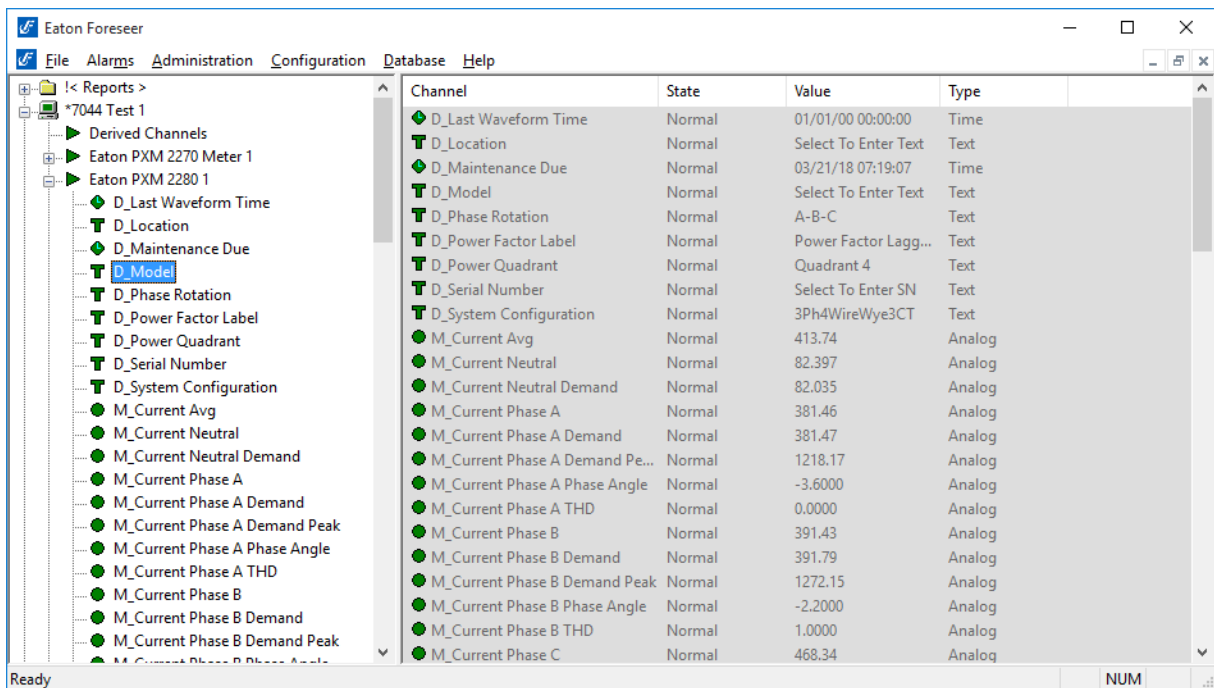 Eaton Foreseer
File Alarms Administration Configuration Database Help
!< Reports >
*7044 Test 1
Derived Channels
Eaton PXM 2270 Meter 1
Eaton PXM 2280 1
D_Last Waveform Time
D_Location
D_Maintenance Due
D_Model
D_Phase Rotation
D_Power Factor Label
D_Power Quadrant
D_Serial Number
D_System Configuration
M_Current Avg
M_Current Neutral
M_Current Neutral Demand
M_Current Phase A
M_Current Phase A Demand
M_Current Phase A Demand Peak
M_Current Phase A Phase Angle
M_Current Phase A THD
M_Current Phase B
M_Current Phase B Demand
M_Current Phase B Demand Peak
M_Current Phase B Phase Angle
Channel State Value Type
D_Last Waveform Time Normal 01/01/00 00:00:00 Time
D_Location Normal Select To Enter Text Text
D_Maintenance Due Normal 03/21/18 07:19:07 Time
D_Model Normal Select To Enter Text Text
D_Phase Rotation Normal A-B-C Text
D_Power Factor Label Normal Power Factor Lagg... Text
D_Power Quadrant Normal Quadrant 4 Text
D_Serial Number Normal Select To Enter SN Text
D_System Configuration Normal 3Ph4WireWye3CT Text
M_Current Avg Normal 413.74 Analog
M_Current Neutral Normal 82.397 Analog
M_Current Neutral Demand Normal 82.035 Analog
M_Current Phase A Normal 381.46 Analog
M_Current Phase A Demand Normal 381.47 Analog
M_Current Phase A Demand Pe... Normal 1218.17 Analog
M_Current Phase A Phase Angle Normal -3.6000 Analog
M_Current Phase A THD Normal 0.0000 Analog
M_Current Phase B Normal 391.43 Analog
M_Current Phase B Demand Normal 391.79 Analog
M_Current Phase B Demand Peak Normal 1272.15 Analog
M_Current Phase B Phase Angle Normal -2.2000 Analog
M_Current Phase B THD Normal 1.0000 Analog
M_Current Phase C Normal 468.34 Analog
Ready NUM